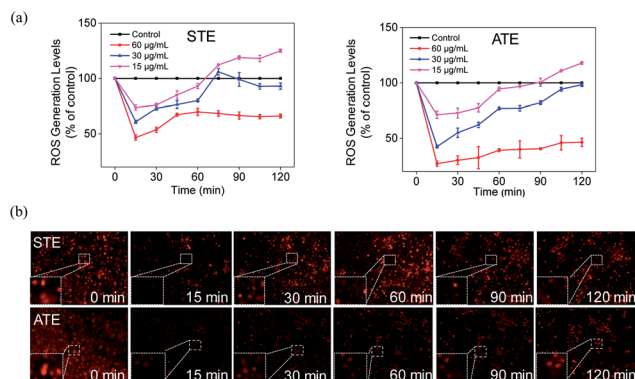 (a)
STE
Control
60 μg/mL
30 μg/mL
15 μg/mL
ROS Generation Levels
(% of control)
100
50
0 30 60 90 120
Time (min)
ATE
Control
60 μg/mL
30 μg/mL
15 μg/mL
ROS Generation Levels
(% of control)
100
50
0 30 60 90 120
Time (min)
(b)
STE
0 min 15 min 30 min 60 min 90 min 120 min
ATE
0 min 15 min 30 min 60 min 90 min 120 min